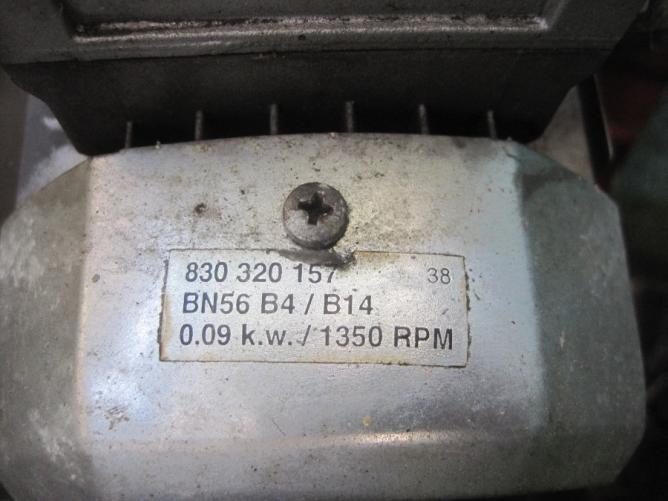 830 320 157 38
BN56 B4 / B14
0.09 k.w. / 1350 RPM